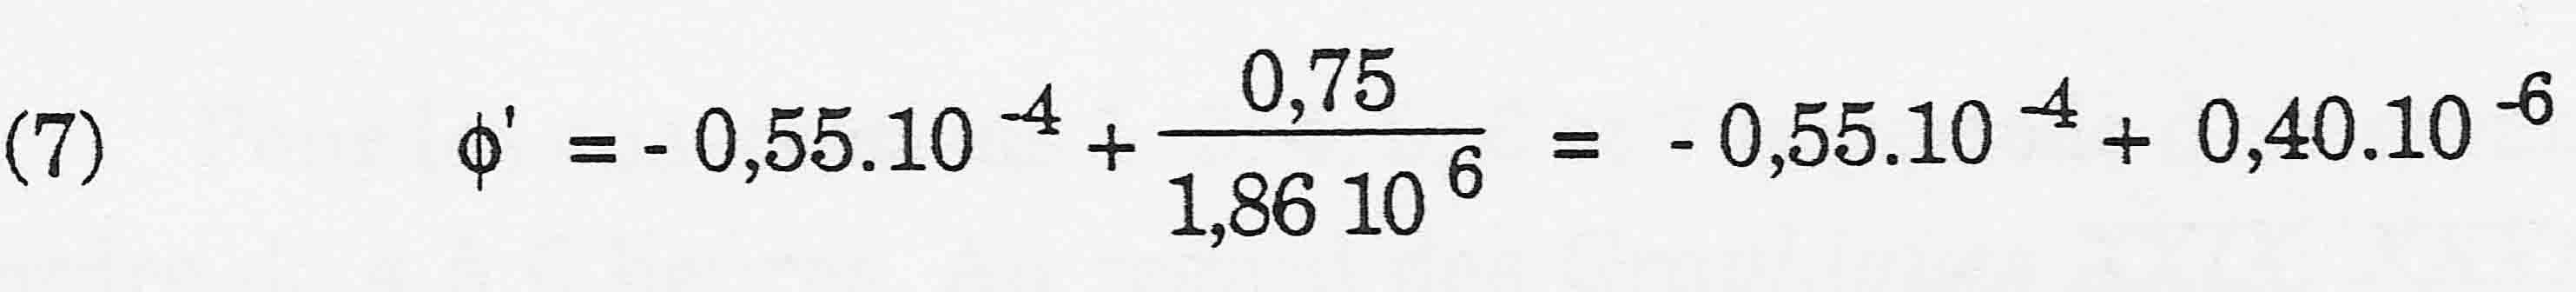 (7) ϕ' = - 0,55.10 ⁻⁴ + 0,75 / 1,86 10 ⁶ = - 0,55.10 ⁻⁴ + 0,40.10 ⁻⁶